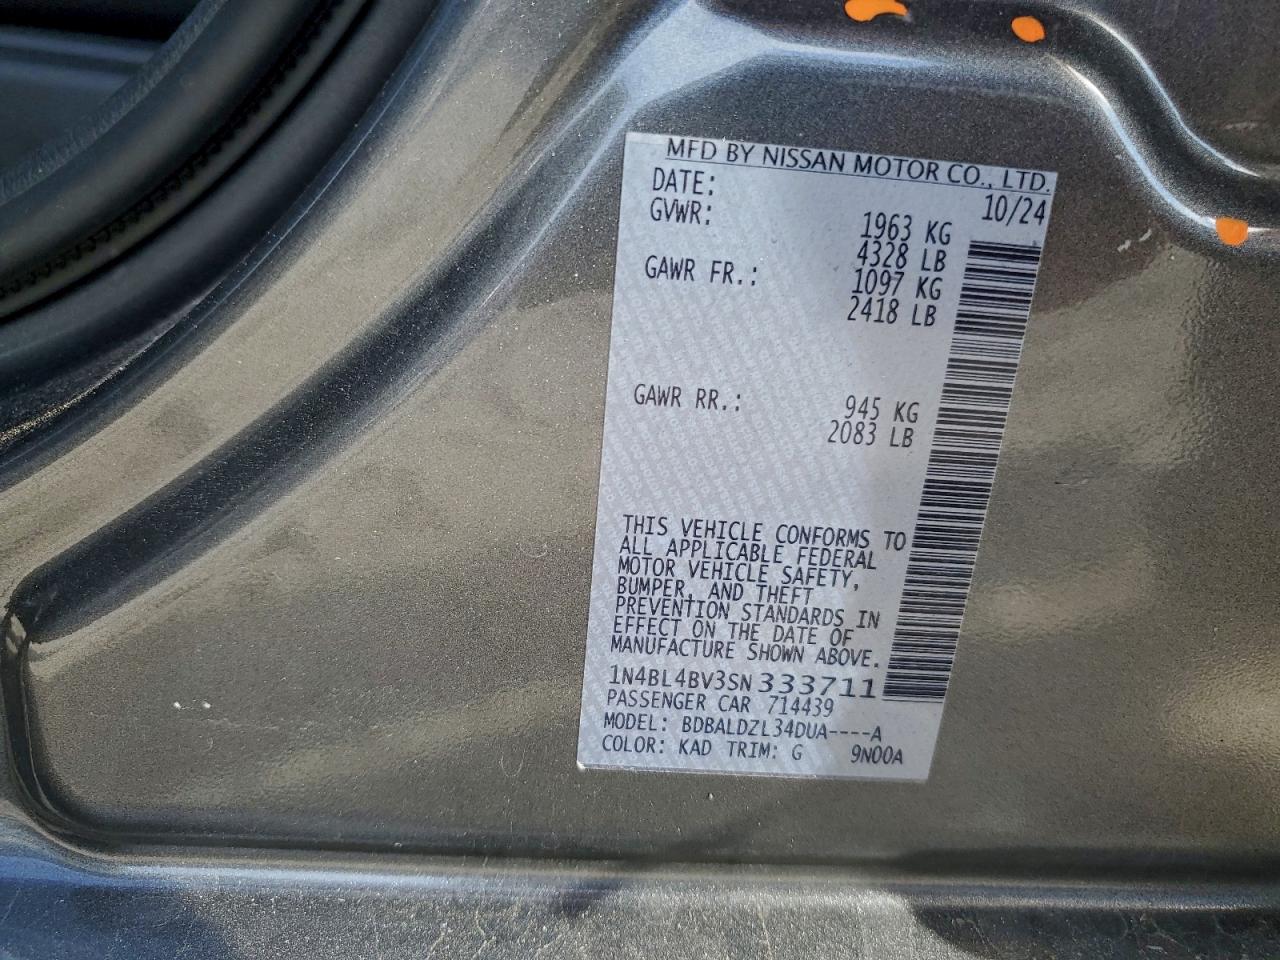 MFD BY NISSAN MOTOR CO., LTD.
DATE: 10/24
GVWR: 1963 KG
4328 LB
GAWR FR.: 1097 KG
2418 LB
GAWR RR.: 945 KG
2083 LB
THIS VEHICLE CONFORMS TO
ALL APPLICABLE FEDERAL
MOTOR VEHICLE SAFETY,
BUMPER, AND THEFT
PREVENTION STANDARDS IN
EFFECT ON THE DATE OF
MANUFACTURE SHOWN ABOVE.
1N4BL4BV3SN333711
PASSENGER CAR 714439
MODEL: BDBALDZL34DUA----A
COLOR: KAD TRIM: G 9N00A